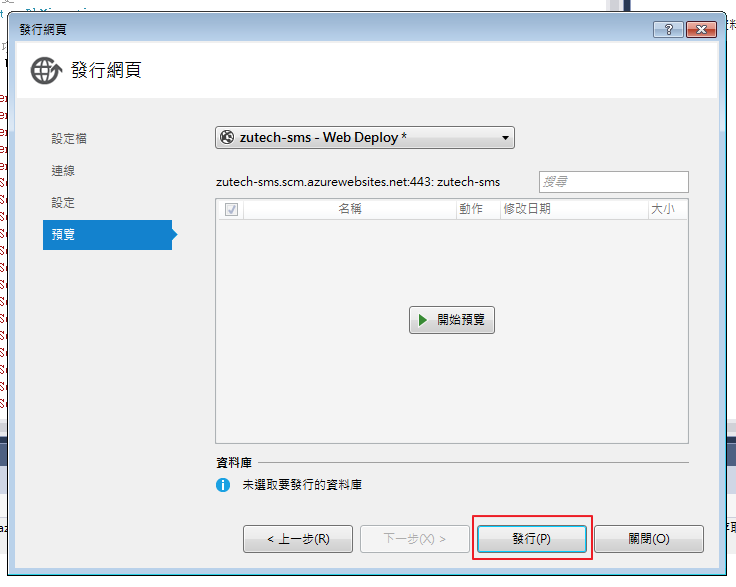 發行網頁
發行網頁
設定檔
連線
設定
預覽
zutech-sms - Web Deploy *
zutech-sms.scm.azurewebsites.net:443: zutech-sms
搜尋
名稱 動作 修改日期 大小
開始預覽
資料庫
未選取要發行的資料庫
< 上一步(R) 下一步(X) > 發行(P) 關閉(O)